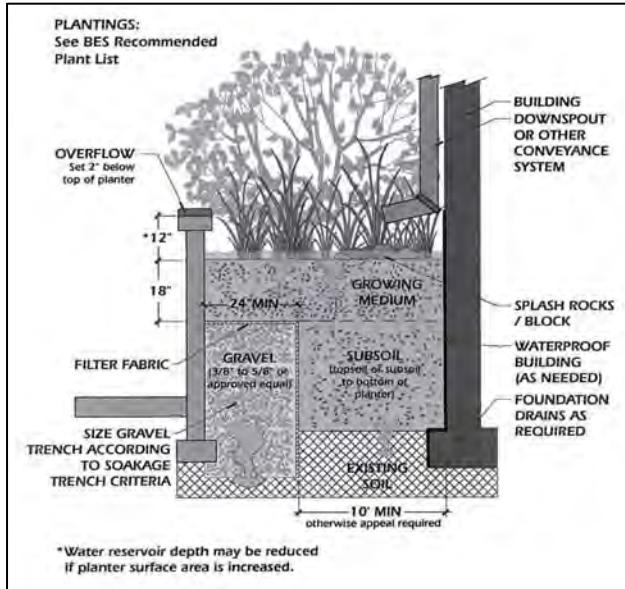 PLANTINGS:
See BES Recommended
Plant List
BUILDING
DOWNSPOUT
OR OTHER
CONVEYANCE
SYSTEM
OVERFLOW
Set 2" below
top of planter
*12"
18"
GROWING
MEDIUM
24"MIN
SPLASH ROCKS
/ BLOCK
FILTER FABRIC
GRAVEL
(3/8" to 5/8" or
approved equal)
SUBSOIL
(topsoil of subsoil
to bottom of
planter)
WATERPROOF
BUILDING
(AS NEEDED)
FOUNDATION
DRAINS AS
REQUIRED
SIZE GRAVEL
TRENCH ACCORDING
TO SOAKAGE
TRENCH CRITERIA
EXISTING
SOIL
10' MIN
otherwise appeal required
*Water reservoir depth may be reduced
if planter surface area is increased.